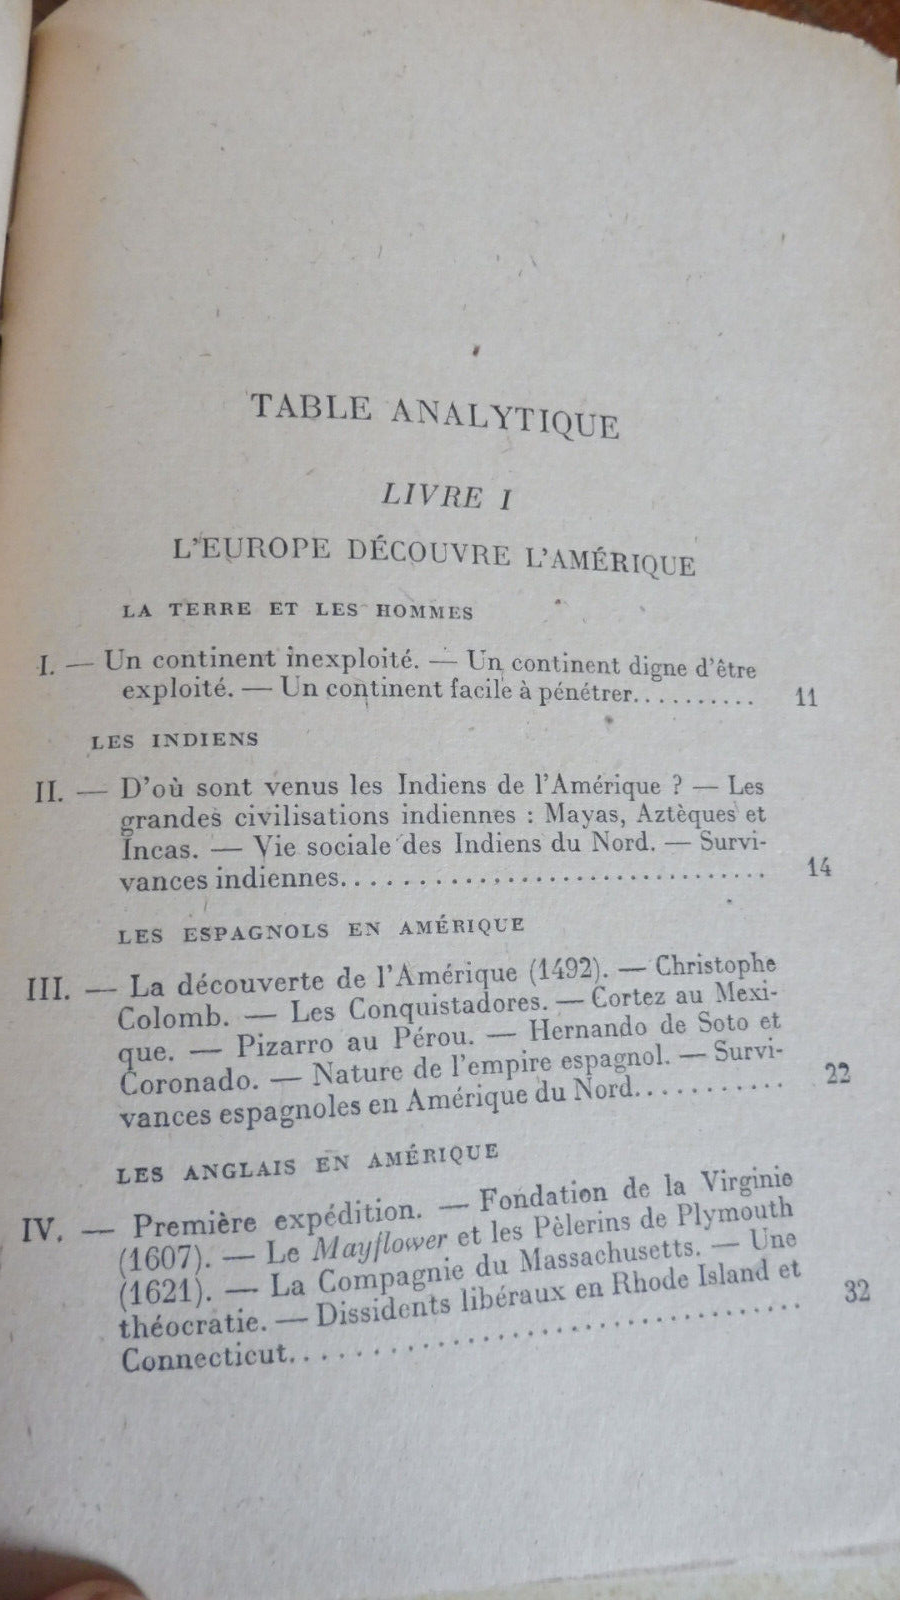 TABLE ANALYTIQUE
LIVRE I
L'EUROPE DÉCOUVRE L'AMÉRIQUE
LA TERRE ET LES HOMMES
I. — Un continent inexploité. — Un continent digne d'être
exploité. — Un continent facile à pénétrer.......... 11
LES INDIENS
II. — D'où sont venus les Indiens de l'Amérique ? — Les
grandes civilisations indiennes : Mayas, Aztèques et
Incas. — Vie sociale des Indiens du Nord. — Survi-
vances indiennes............................... 14
LES ESPAGNOLS EN AMÉRIQUE
III. — La découverte de l'Amérique (1492). — Christophe
Colomb. — Les Conquistadores. — Cortez au Mexi-
que. — Pizarro au Pérou. — Hernando de Soto et
Coronado. — Nature de l'empire espagnol. — Survi-
vances espagnoles en Amérique du Nord........... 22
LES ANGLAIS EN AMÉRIQUE
IV. — Première expédition. — Fondation de la Virginie
(1607). — Le Mayflower et les Pèlerins de Plymouth
(1621). — La Compagnie du Massachusetts. — Une
théocratie. — Dissidents libéraux en Rhode Island et
Connecticut................................... 32